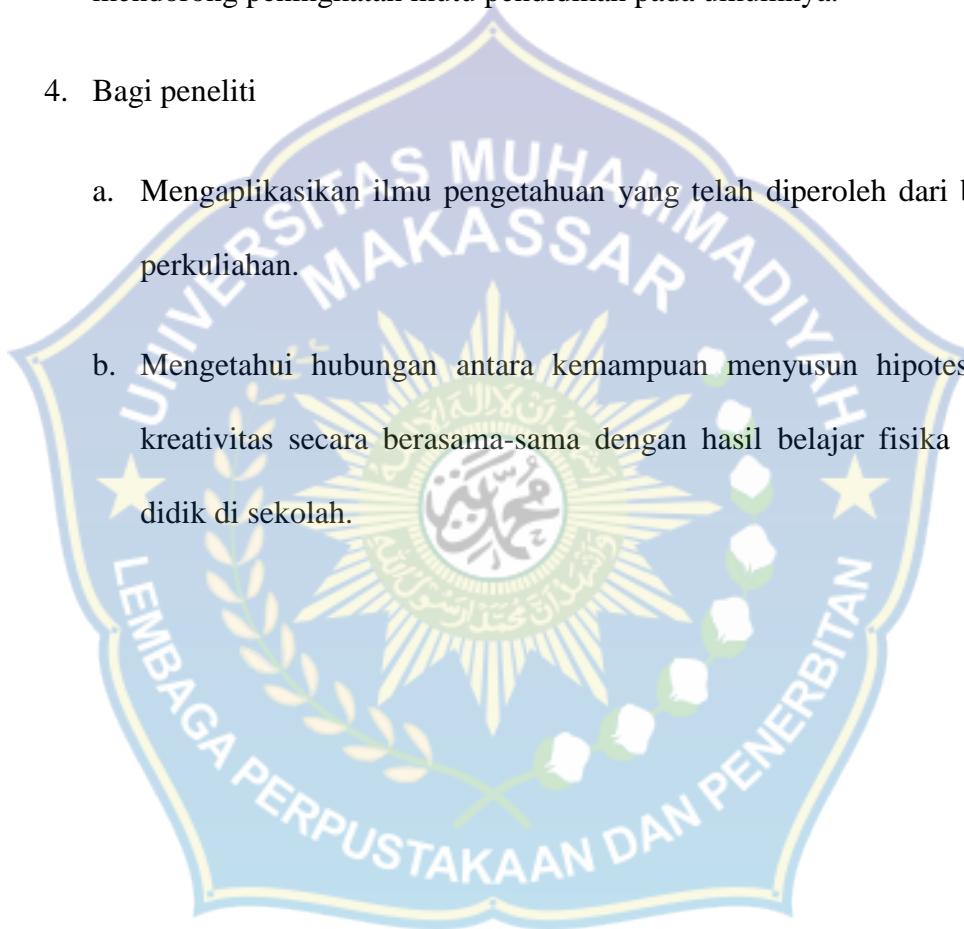 mendorong peningkatan mutu pendidikan pada umumnya.
4. Bagi peneliti
a. Mengaplikasikan ilmu pengetahuan yang telah diperoleh dari
perkuliahan.
b. Mengetahui hubungan antara kemampuan menyusun
kreativitas secara berasama-sama dengan hasil belajar fisika
didik di sekolah.
UNIVERSITAS MUHAMMADIYAH
MAKASSAR
LEMBAGA PERPUSTAKAAN DAN PENERBITAN